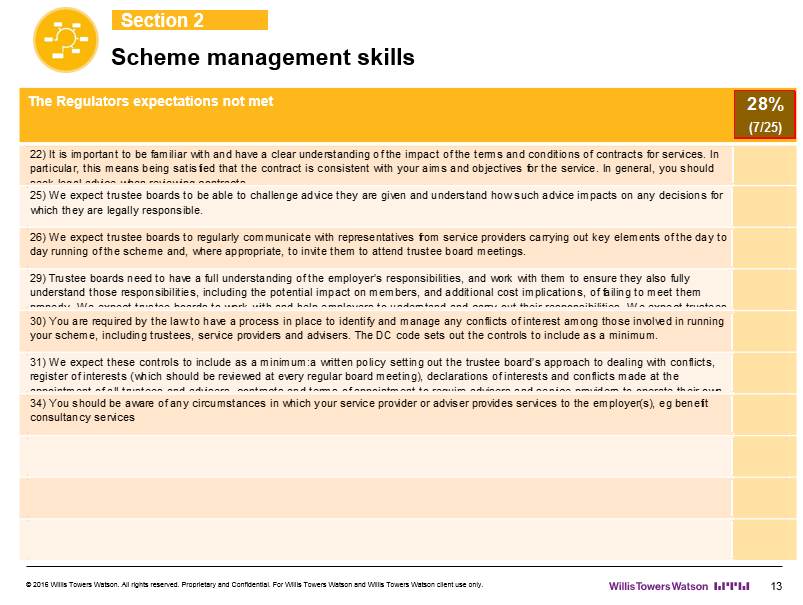 Section 2
Scheme management skills
The Regulators expectations not met
28%
(7/25)
22) It is important to be familiar with and have a clear understanding of the impact of the terms and conditions of contracts for services. In
particular, this means being satisfied that the contract is consistent with your aims and objectives for the service. In general, you should
seek legal advice when reviewing contracts.
25) We expect trustee boards to be able to challenge advice they are given and understand how such advice impacts on any decisions for
which they are legally responsible.
26) We expect trustee boards to regularly communicate with representatives from service providers carrying out key elements of the day to
day running of the scheme and, where appropriate, to invite them to attend trustee board meetings.
29) Trustee boards need to have a full understanding of the employer's responsibilities, and work with them to ensure they also fully
understand those responsibilities, including the potential impact on members, and additional cost implications, of failing to meet them
properly. We expect trustee boards to work with and help employers to understand and carry out their responsibilities. We expect trustees
30) You are required by the law to have a process in place to identify and manage any conflicts of interest among those involved in running
your scheme, including trustees, service providers and advisers. The DC code sets out the controls to include as a minimum.
31) We expect these controls to include as a minimum:a written policy setting out the trustee board's approach to dealing with conflicts,
register of interests (which should be reviewed at every regular board meeting), declarations of interests and conflicts made at the
appointment of all trustees and advisers, contracts and terms of appointment to require advisers and service providers to operate their own
34) You should be aware of any circumstances in which your service provider or adviser provides services to the employer(s), eg benefit
consultancy services
© 2016 Willis Towers Watson. All rights reserved. Proprietary and Confidential. For Willis Towers Watson and Willis Towers Watson client use only.
WillisTowersWatson
13